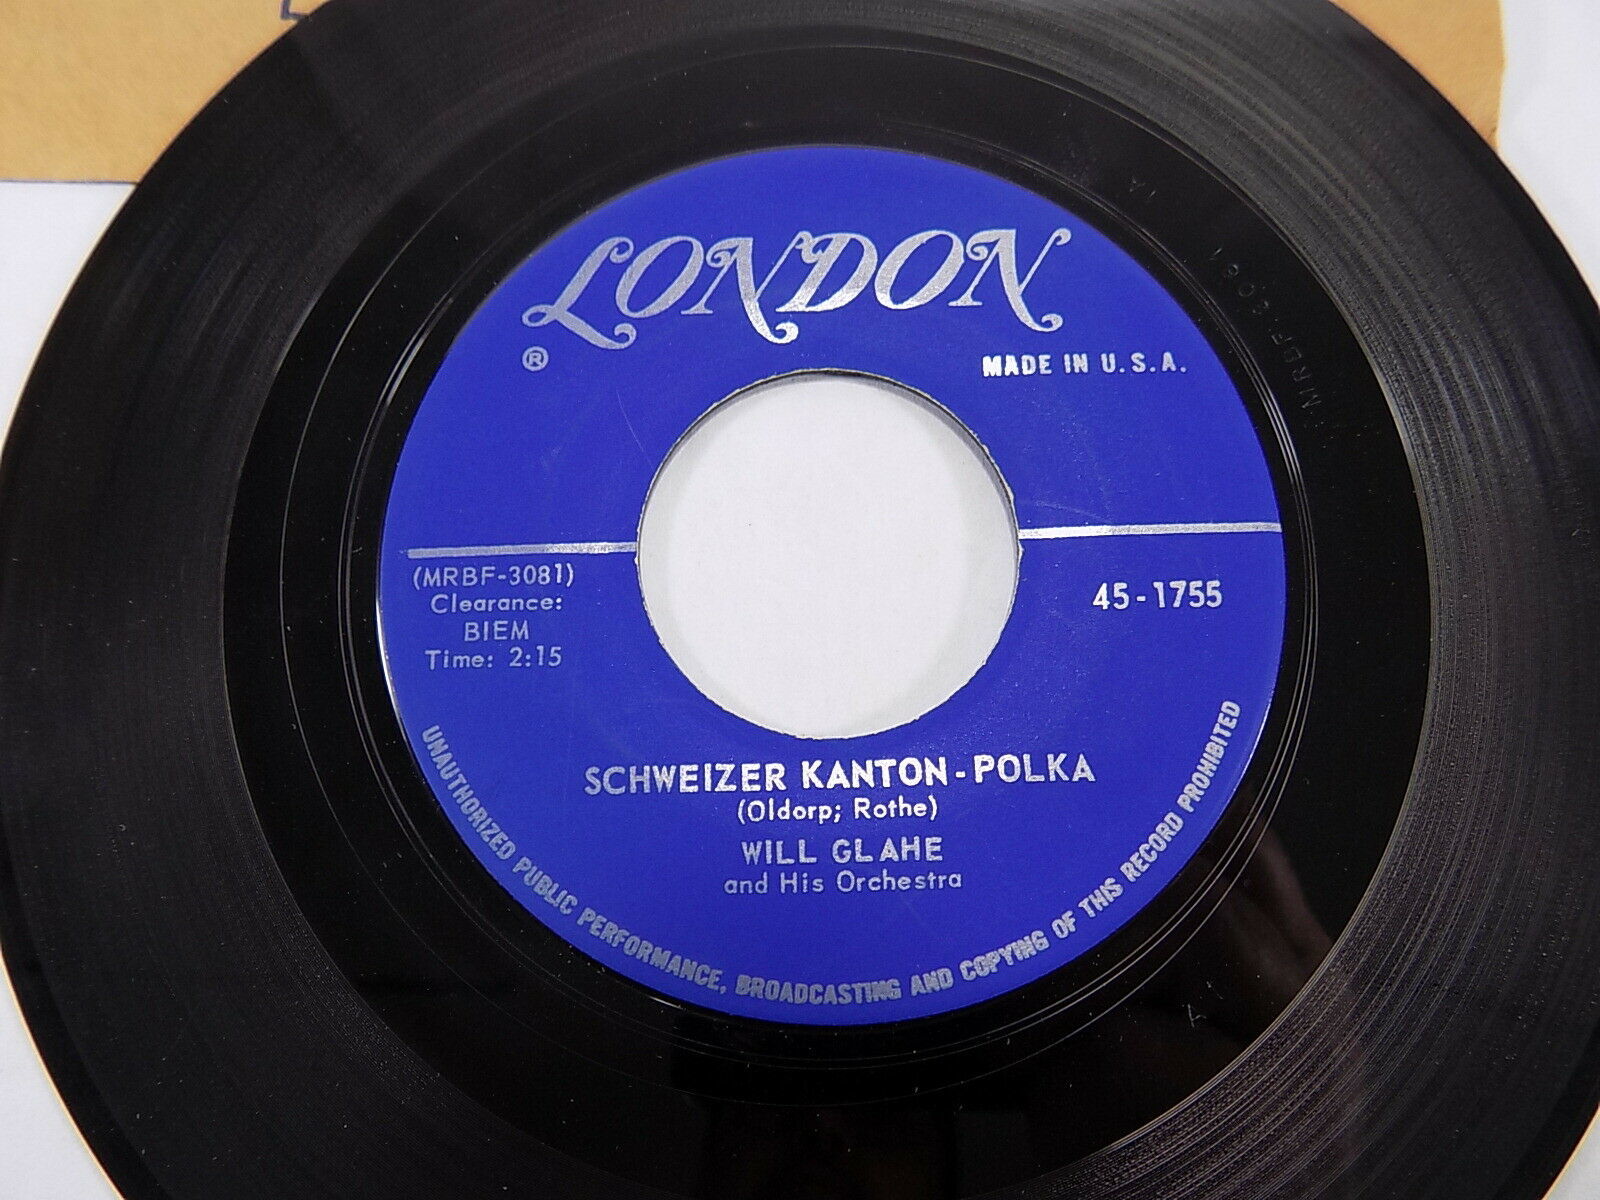 LONDON
®
MADE IN U.S.A.
(MRBF-3081)
Clearance:
BIEM
Time: 2:15
45-1755
SCHWEIZER KANTON-POLKA
(Oldorp; Rothe)
WILL GLAHE
and His Orchestra
UNAUTHORIZED PUBLIC PERFORMANCE, BROADCASTING AND COPYING OF THIS RECORD PROHIBITED